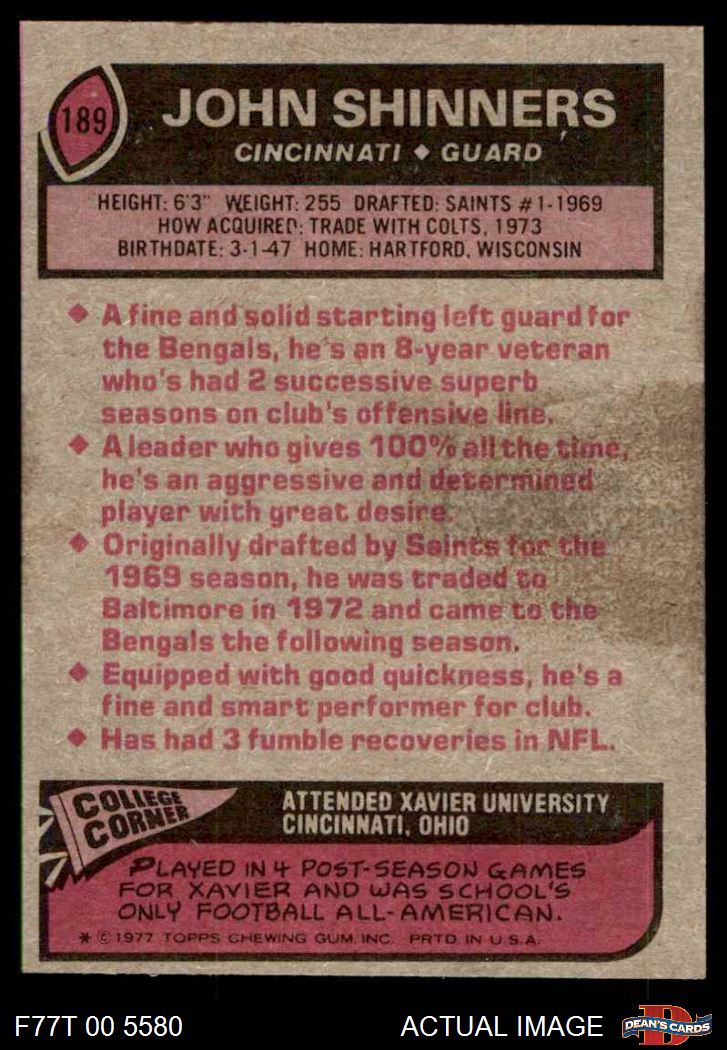 189
JOHN SHINNERS
CINCINNATI ♦ GUARD
HEIGHT: 6'3" WEIGHT: 255 DRAFTED: SAINTS #1-1969
HOW ACQUIRED: TRADE WITH COLTS, 1973
BIRTHDATE: 3-1-47 HOME: HARTFORD, WISCONSIN
♦ A fine and solid starting left guard for
the Bengals, he's an 8-year veteran
who's had 2 successive superb
seasons on club's offensive line.
♦ A leader who gives 100% all the time,
he's an aggressive and determined
player with great desire.
♦ Originally drafted by Saints for the
1969 season, he was traded to
Baltimore in 1972 and came to the
Bengals the following season.
♦ Equipped with good quickness, he's a
fine and smart performer for club.
♦ Has had 3 fumble recoveries in NFL.
COLLEGE
CORNER
ATTENDED XAVIER UNIVERSITY
CINCINNATI, OHIO
PLAYED IN 4 POST-SEASON GAMES
FOR XAVIER AND WAS SCHOOL'S
ONLY FOOTBALL ALL-AMERICAN.
* © 1977 TOPPS CHEWING GUM, INC. PRTD. IN U.S.A.
F77T 00 5580
ACTUAL IMAGE
D
DEAN'S CARDS